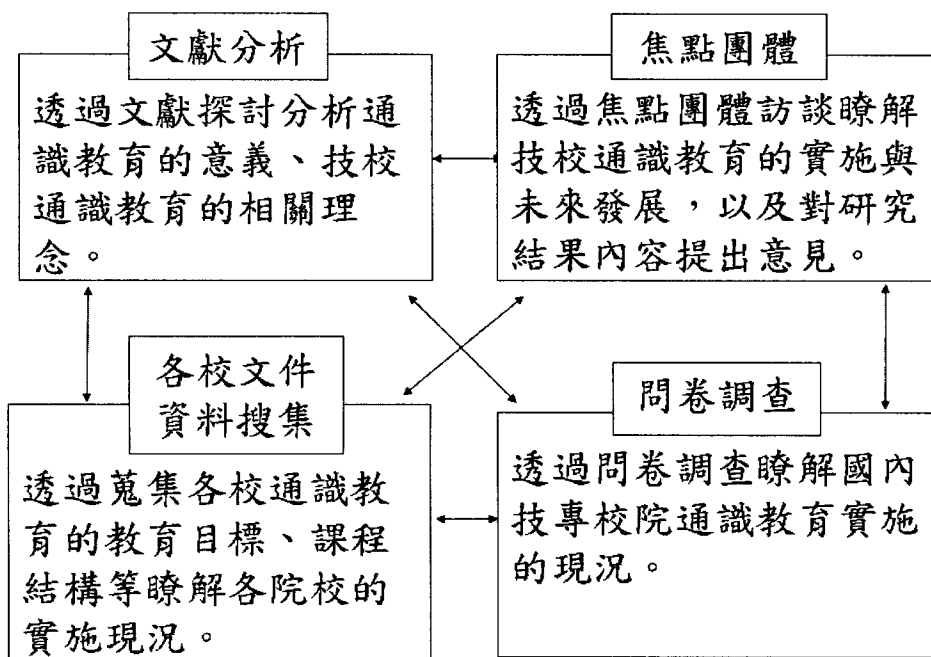 文獻分析
透過文獻探討分析通
識教育的意義、技校
通識教育的相關理
念。
焦點團體
透過焦點團體訪談瞭解
技校通識教育的實施與
未來發展，以及對研究
結果內容提出意見。
各校文件
資料搜集
透過蒐集各校通識教
育的教育目標、課程
結構等瞭解各院校的
實施現況。
問卷調查
透過問卷調查瞭解國內
技專校院通識教育實施
的現況。